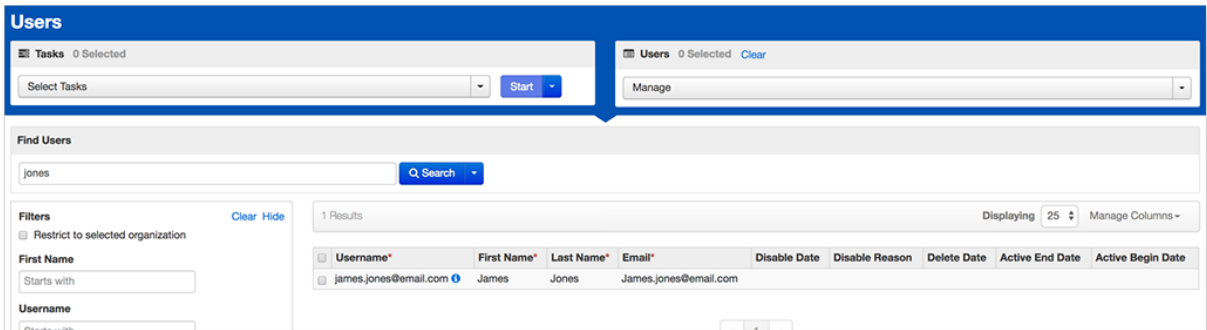 Users
Tasks 0 Selected
Select Tasks
Start
Users 0 Selected Clear
Manage
Find Users
jones
Search
Filters Clear Hide
Restrict to selected organization
First Name
Starts with
Username
Starts with
1 Results
Displaying 25 Manage Columns
Username* First Name* Last Name* Email* Disable Date Disable Reason Delete Date Active End Date Active Begin Date
james.jones@email.com James Jones James.jones@email.com
1